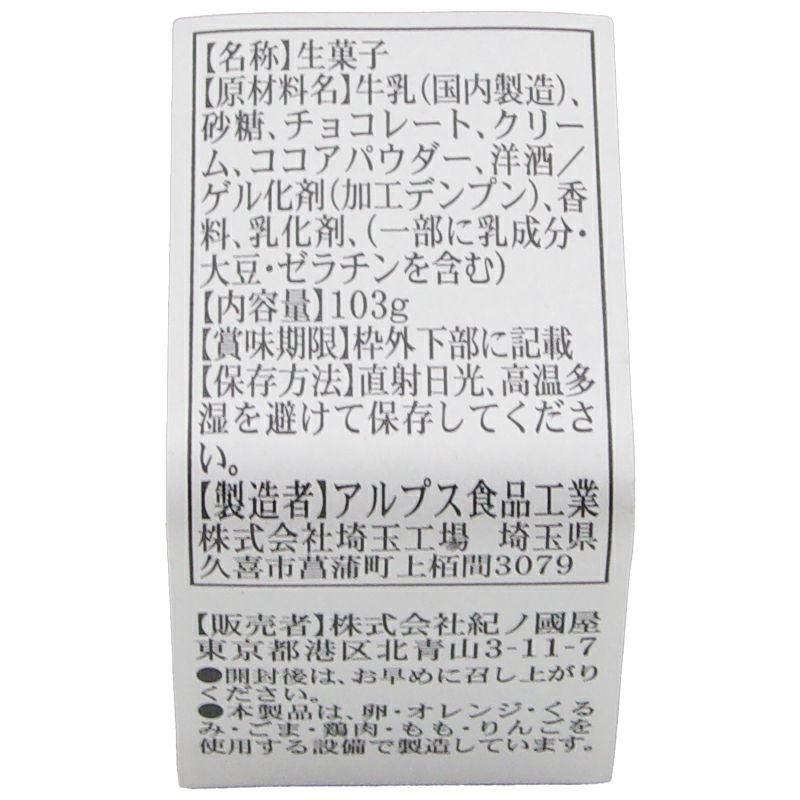 【名称】生菓子
【原材料名】牛乳(国内製造)、
砂糖、チョコレート、クリー
ム、ココアパウダー、洋酒／
ゲル化剤(加工デンプン)、香
料、乳化剤、(一部に乳成分・
大豆・ゼラチンを含む)
【内容量】103g
【賞味期限】枠外下部に記載
【保存方法】直射日光、高温多
湿を避けて保存してくださ
い。
【製造者】アルプス食品工業
株式会社埼玉工場 埼玉県
久喜市菖蒲町上栢間3079
【販売者】株式会社紀ノ國屋
東京都港区北青山3-11-7
●開封後は、お早めに召し上がり
ください。
●本製品は、卵・オレンジ・くる
み・ごま・鶏肉・もも・りんごを
使用する設備で製造しています。